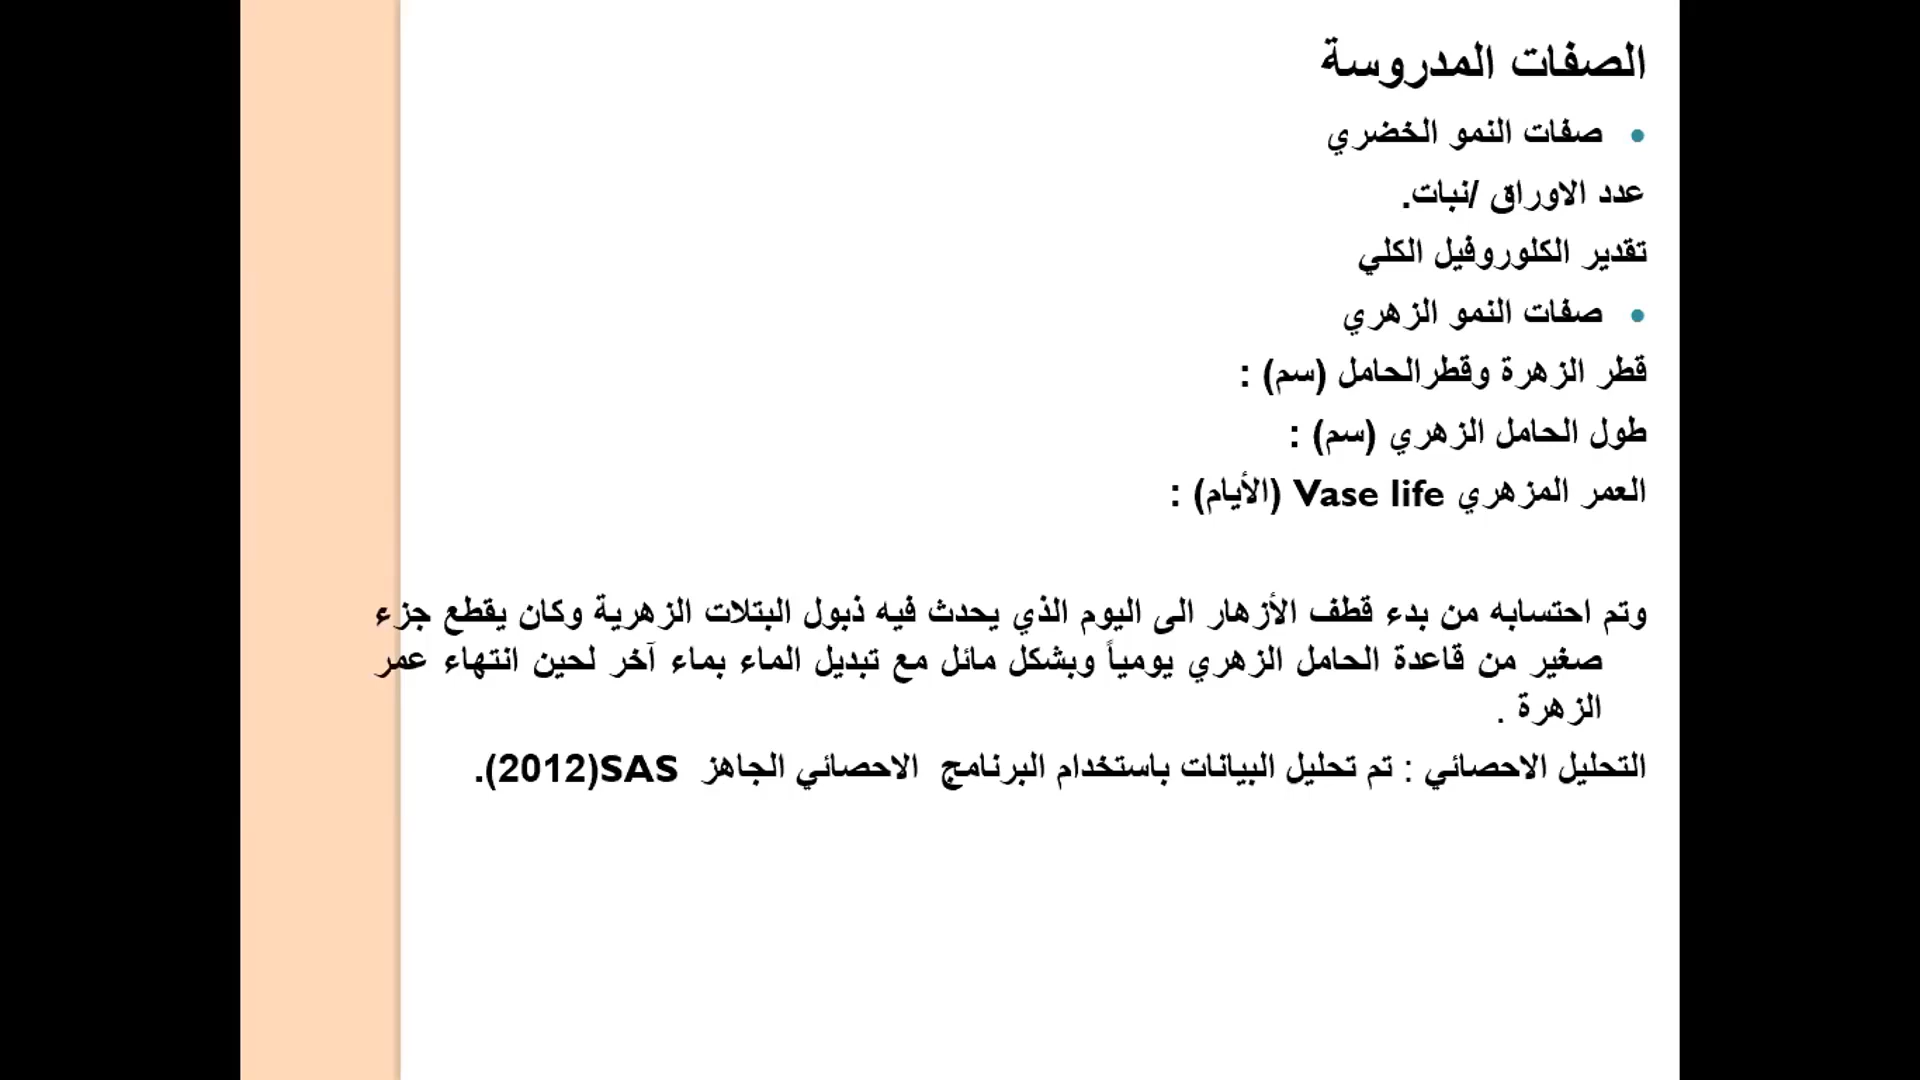 الصفات المدروسة
• صفات النمو الخضري
عدد الاوراق /نبات.
تقدير الكلوروفيل الكلي
• صفات النمو الزهري
قطر الزهرة وقطرالحامل (سم) :
طول الحامل الزهري (سم) :
العمر المزهري Vase life (الأيام) :
وتم احتسابه من بدء قطف الأزهار الى اليوم الذي يحدث فيه ذبول البتلات الزهرية وكان يقطع جزء
صغير من قاعدة الحامل الزهري يومياً وبشكل مائل مع تبديل الماء بماء آخر لحين انتهاء عمر
الزهرة .
التحليل الاحصائي : تم تحليل البيانات باستخدام البرنامج الاحصائي الجاهز SAS(2012).